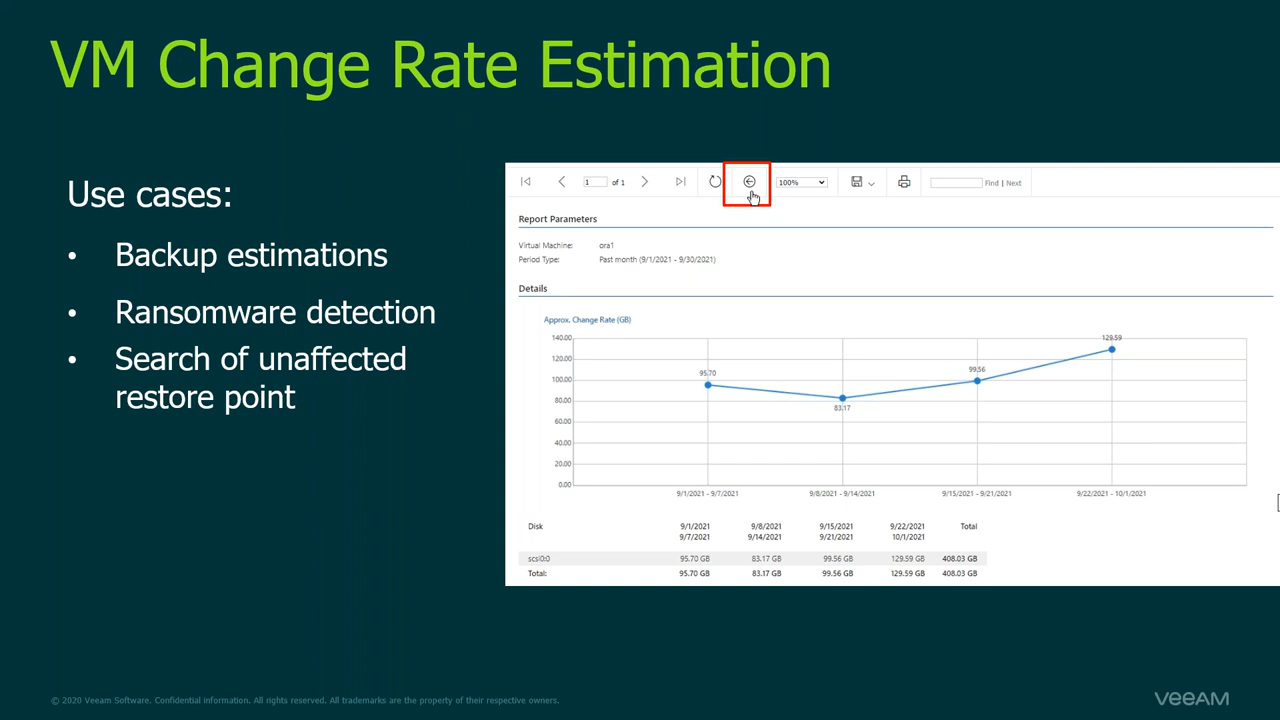 VM Change Rate Estimation
Use cases:
• Backup estimations
• Ransomware detection
• Search of unaffected
restore point
1 of 1 100% Find | Next
Report Parameters
Virtual Machine: ora1
Period Type: Past month (9/1/2021 - 9/30/2021)
Details
Approx. Change Rate (GB)
140.00
120.00
100.00
80.00
60.00
40.00
20.00
0.00
95.70
83.17
99.56
129.59
9/1/2021 - 9/7/2021 9/8/2021 - 9/14/2021 9/15/2021 - 9/21/2021 9/22/2021 - 10/1/2021
Disk 9/1/2021 9/8/2021 9/15/2021 9/22/2021 Total
9/7/2021 9/14/2021 9/21/2021 10/1/2021
scsi0:0 95.70 GB 83.17 GB 99.56 GB 129.59 GB 408.03 GB
Total: 95.70 GB 83.17 GB 99.56 GB 129.59 GB 408.03 GB
© 2020 Veeam Software. Confidential information. All rights reserved. All trademarks are the property of their respective owners.
veeAM